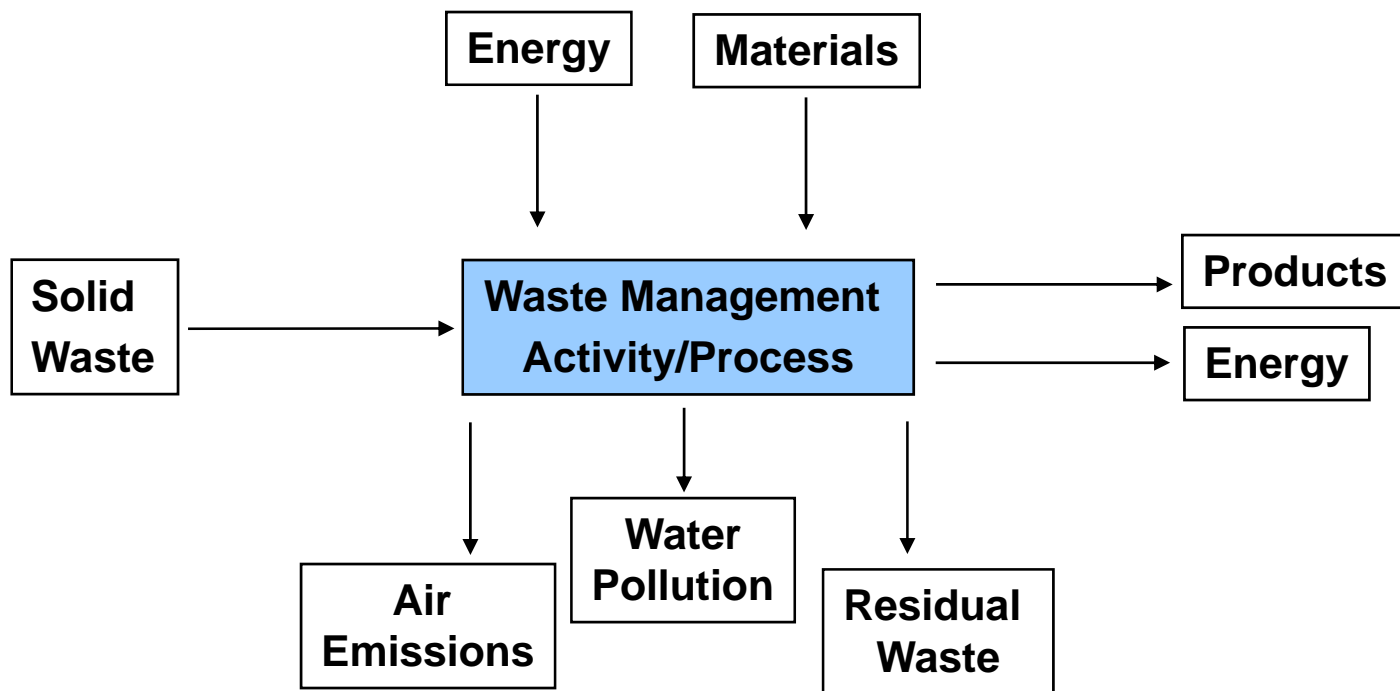 Energy
Materials
Solid
Waste
Waste Management
Activity/Process
Products
Energy
Air
Emissions
Water
Pollution
Residual
Waste